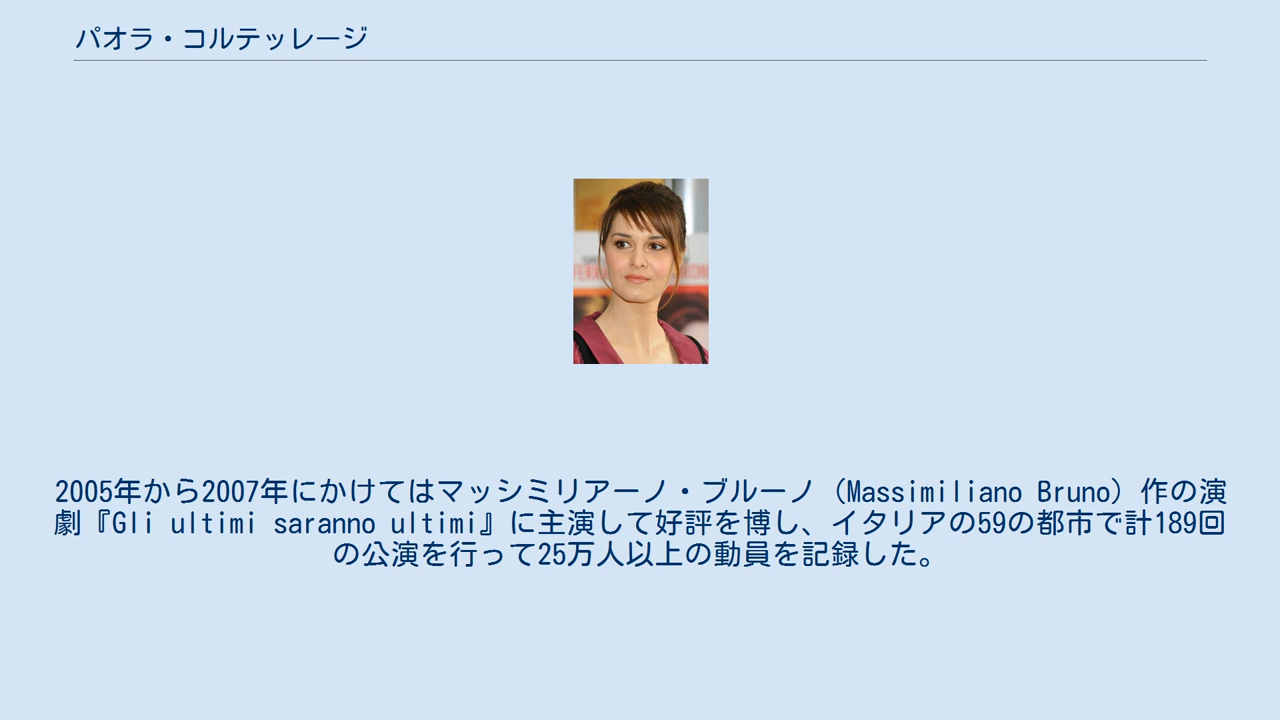 パオラ・コルテッレージ
2005年から2007年にかけてはマッシミリアーノ・ブルーノ（Massimiliano Bruno）作の演
劇『Gli ultimi saranno ultimi』に主演して好評を博し、イタリアの59の都市で計189回
の公演を行って25万人以上の動員を記録した。